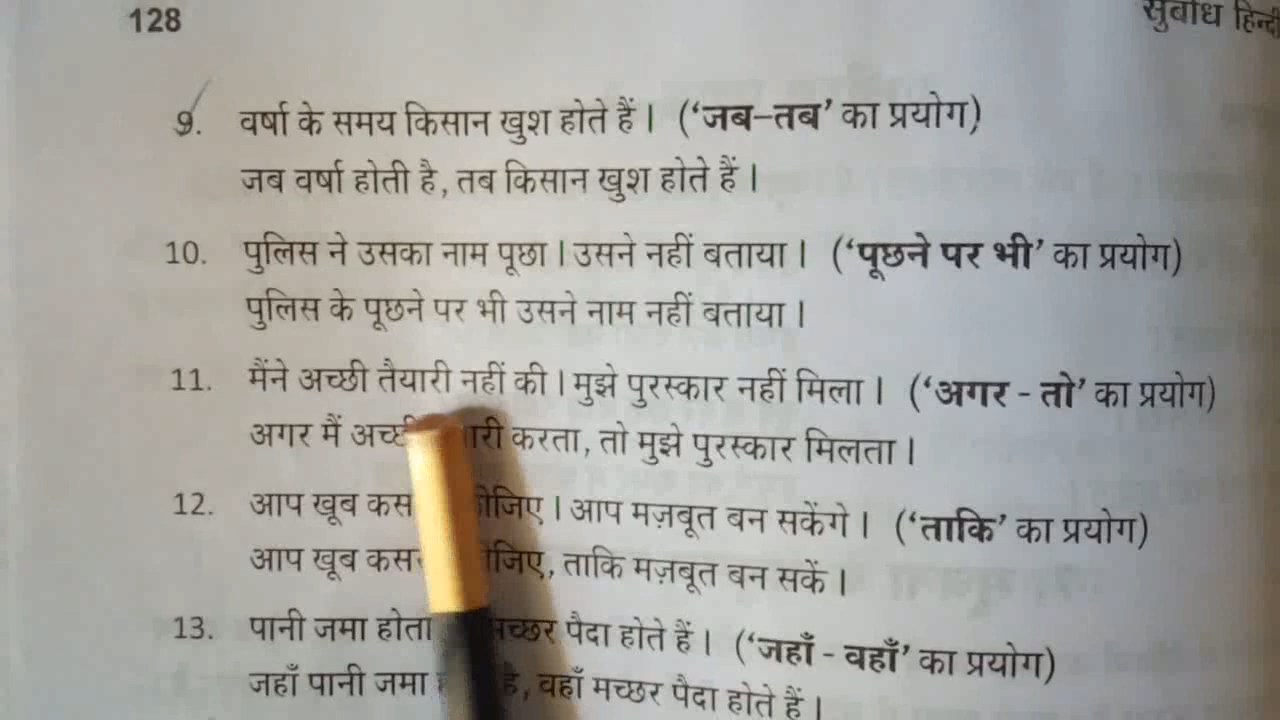 128
सुबोध हिन्दी
9. वर्षा के समय किसान खुश होते हैं । (‘जब-तब’ का प्रयोग)
जब वर्षा होती है, तब किसान खुश होते हैं ।
10. पुलिस ने उसका नाम पूछा । उसने नहीं बताया । (‘पूछने पर भी’ का प्रयोग)
पुलिस के पूछने पर भी उसने नाम नहीं बताया ।
11. मैंने अच्छी तैयारी नहीं की । मुझे पुरस्कार नहीं मिला । (‘अगर - तो’ का प्रयोग)
अगर मैं करता, तो मुझे पुरस्कार मिलता ।
12. आप खूब । आप मज़बूत बन सकेंगे । (‘ताकि’ का प्रयोग)
आप खूब ताकि मज़बूत बन सकें ।
13. पानी जमा होता मच्छर पैदा होते हैं । (‘जहाँ - वहाँ’ का प्रयोग)
जहाँ पानी जमा है, वहाँ मच्छर पैदा होते हैं ।